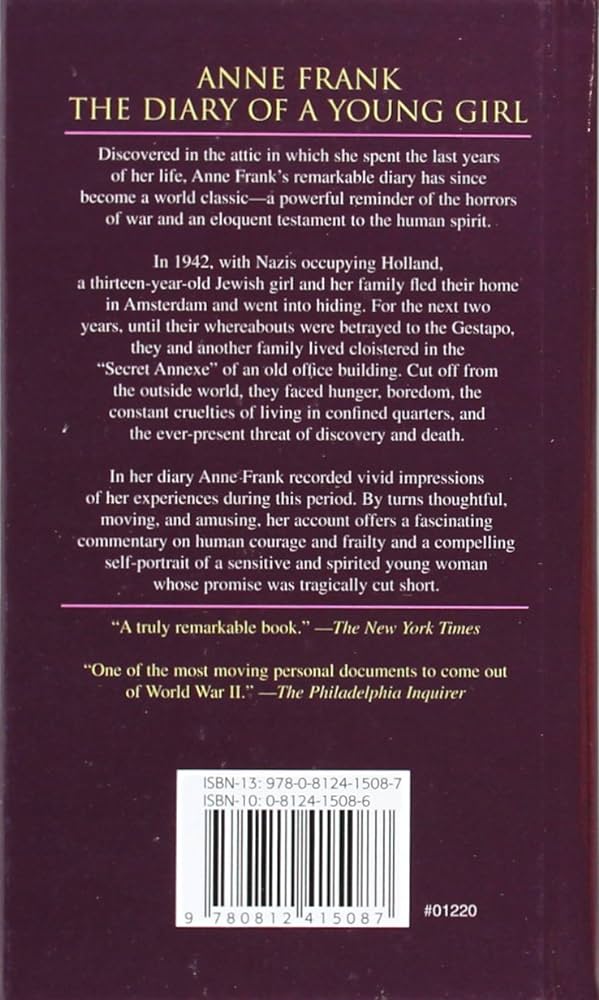 ANNE FRANK
THE DIARY OF A YOUNG GIRL
Discovered in the attic in which she spent the last years
of her life, Anne Frank's remarkable diary has since
become a world classic—a powerful reminder of the horrors
of war and an eloquent testament to the human spirit.
In 1942, with Nazis occupying Holland,
a thirteen-year-old Jewish girl and her family fled their home
in Amsterdam and went into hiding. For the next two
years, until their whereabouts were betrayed to the Gestapo,
they and another family lived cloistered in the
“Secret Annexe” of an old office building. Cut off from
the outside world, they faced hunger, boredom, the
constant cruelties of living in confined quarters, and
the ever-present threat of discovery and death.
In her diary Anne Frank recorded vivid impressions
of her experiences during this period. By turns thoughtful,
moving, and amusing, her account offers a fascinating
commentary on human courage and frailty and a compelling
self-portrait of a sensitive and spirited young woman
whose promise was tragically cut short.
“A truly remarkable book.” —The New York Times
“One of the most moving personal documents to come out
of World War II.” —The Philadelphia Inquirer
ISBN-13: 978-0-8124-1508-7
ISBN-10: 0-8124-1508-6
9 780812 415087
#01220